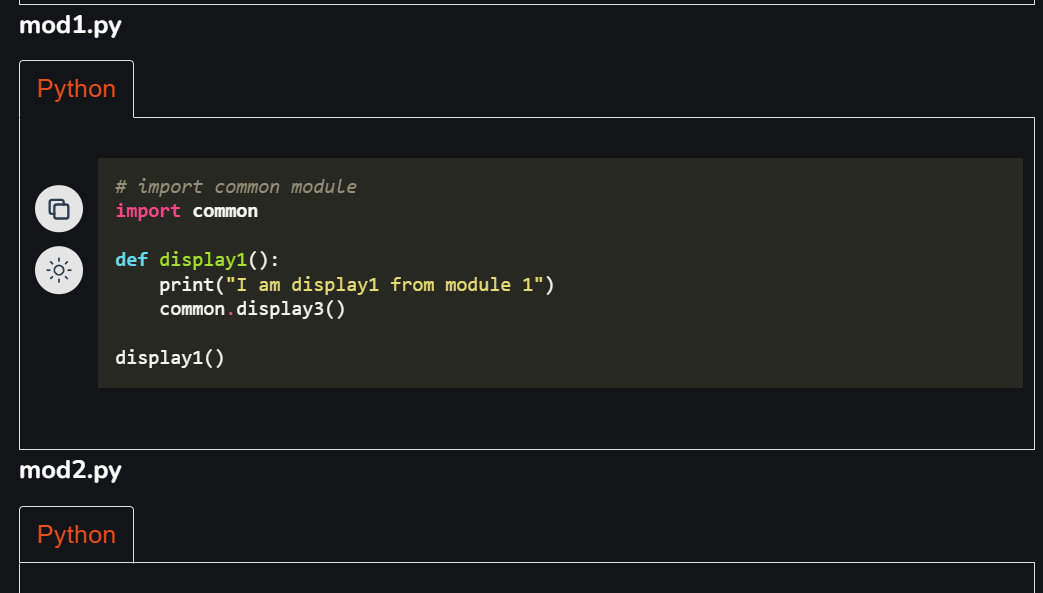 mod1.py
Python
# import common module
import common
def display1():
    print("I am display1 from module 1")
    common.display3()
display1()
mod2.py
Python